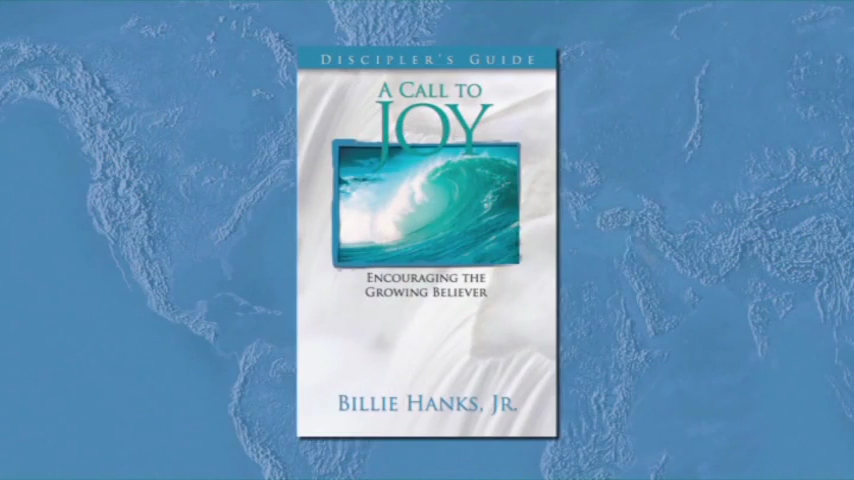 DISCIPLER'S GUIDE
A CALL TO
JOY
ENCOURAGING THE
GROWING BELIEVER
BILLIE HANKS, JR.